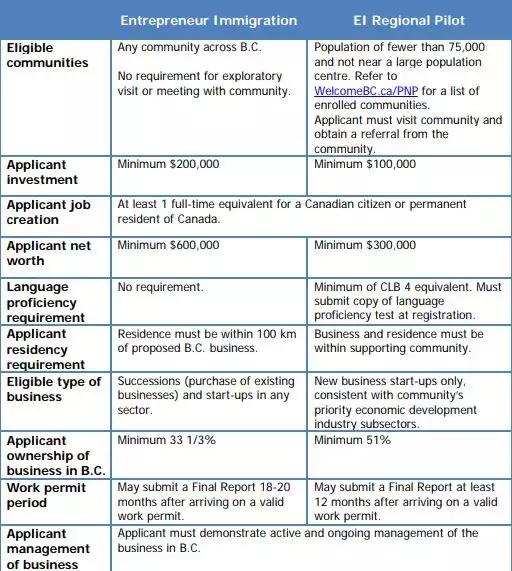 Entrepreneur Immigration
EI Regional Pilot
Eligible
communities
Any community across B.C.
No requirement for exploratory
visit or meeting with community.
Population of fewer than 75,000
and not near a large population
centre. Refer to
WelcomeBC.ca/PNP for a list of
enrolled communities.
Applicant must visit community and
obtain a referral from the
community.
Applicant
investment
Minimum $200,000
Minimum $100,000
Applicant job
creation
At least 1 full-time equivalent for a Canadian citizen or permanent
resident of Canada.
Applicant net
worth
Minimum $600,000
Minimum $300,000
Language
proficiency
requirement
No requirement.
Minimum of CLB 4 equivalent. Must
submit copy of language
proficiency test at registration.
Applicant
residency
requirement
Residence must be within 100 km
of proposed B.C. business.
Business and residence must be
within supporting community.
Eligible type of
business
Successions (purchase of existing
businesses) and start-ups in any
sector.
New business start-ups only,
consistent with community's
priority economic development
industry subsectors.
Applicant
ownership of
business in B.C.
Minimum 33 1/3%
Minimum 51%
Work permit
period
May submit a Final Report 18-20
months after arriving on a valid
work permit.
May submit a Final Report at least
12 months after arriving on a valid
work permit.
Applicant
management
of business
Applicant must demonstrate active and ongoing management of the
business in B.C.